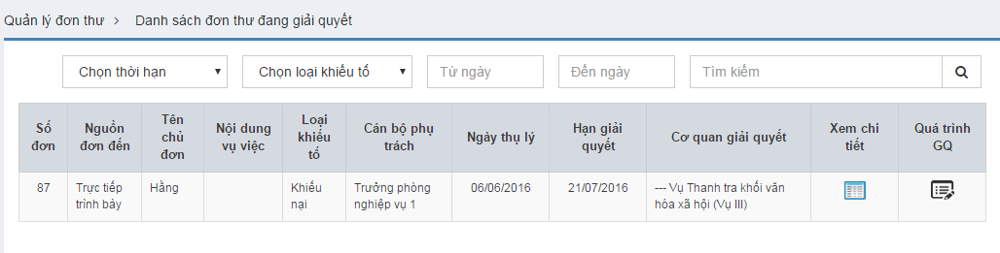 Quản lý đơn thư > Danh sách đơn thư đang giải quyết
Chọn thời hạn Chọn loại khiếu tố Từ ngày Đến ngày Tìm kiếm
Số đơn Nguồn đơn đến Tên chủ đơn Nội dung vụ việc Loại khiếu tố Cán bộ phụ trách Ngày thụ lý Hạn giải quyết Cơ quan giải quyết Xem chi tiết Quá trình GQ
87 Trực tiếp trình bày Hằng Khiếu nại Trưởng phòng nghiệp vụ 1 06/06/2016 21/07/2016 --- Vụ Thanh tra khối văn hóa xã hội (Vụ III)